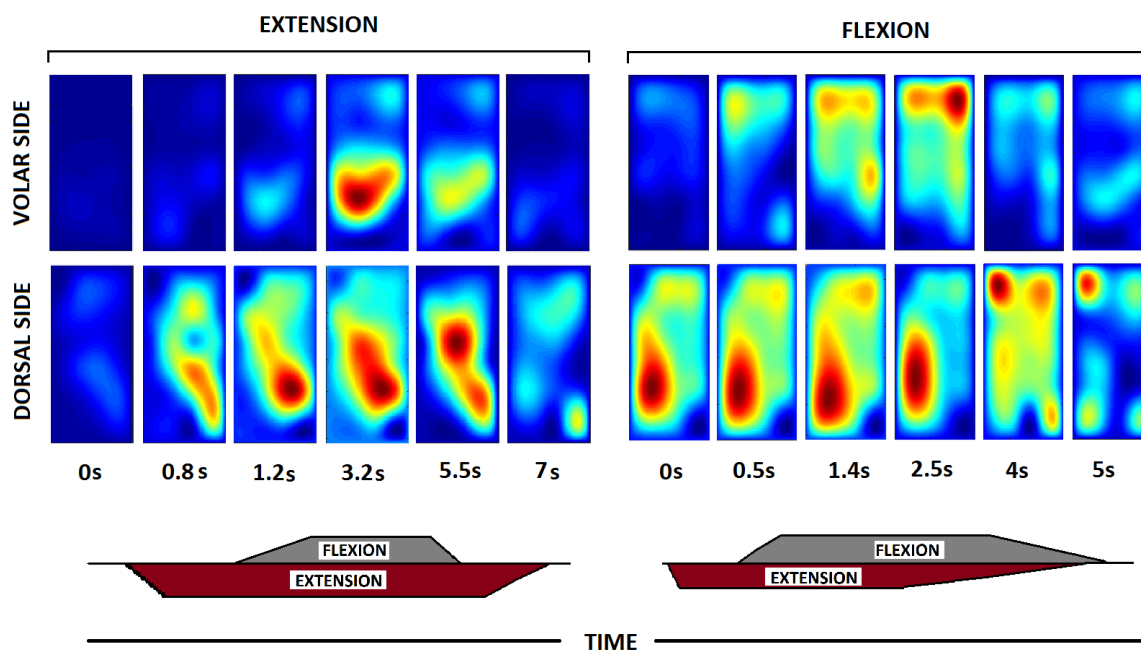 EXTENSION
FLEXION
VOLAR SIDE
DORSAL SIDE
0s 0.8s 1.2s 3.2s 5.5s 7s
0s 0.5s 1.4s 2.5s 4s 5s
FLEXION
EXTENSION
FLEXION
EXTENSION
TIME